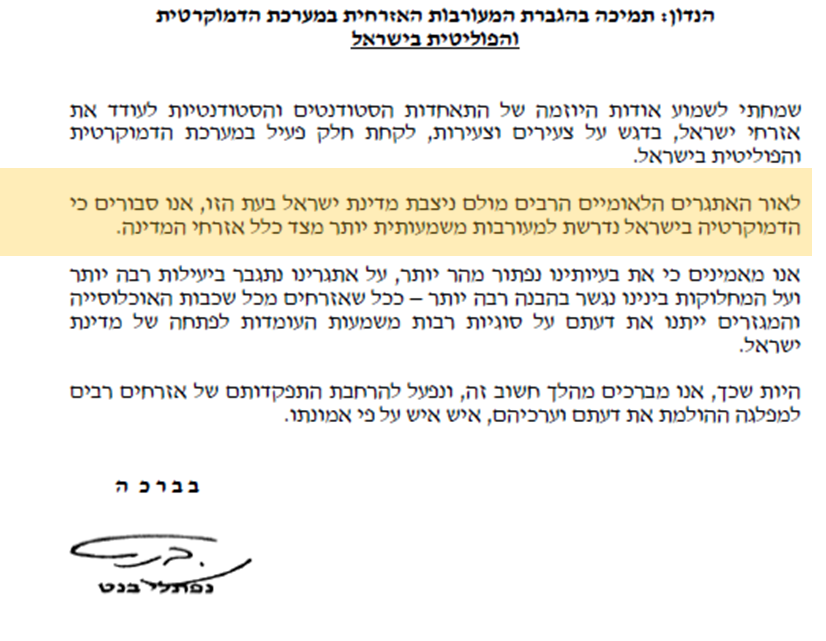 הנדון: תמיכה בהגברת המעורבות האזרחית במערכת הדמוקרטית
והפוליטית בישראל
שמחתי לשמוע אודות היוזמה של התאחדות הסטודנטים והסטודנטיות לעודד את
אזרחי ישראל, בדגש על צעירים וצעירות, לקחת חלק פעיל במערכת הדמוקרטית
והפוליטית בישראל.
לאור האתגרים הלאומיים הרבים מולם ניצבת מדינת ישראל בעת הזו, אנו סבורים כי
הדמוקרטיה בישראל נדרשת למעורבות משמעותית יותר מצד כלל אזרחי המדינה.
אנו מאמינים כי את בעיותינו נפתור מהר יותר, על אתגרינו נתגבר ביעילות רבה יותר
ועל המחלוקות בינינו נגשר בהבנה רבה יותר – ככל שאזרחים מכל שכבות האוכלוסייה
והמגזרים ייתנו את דעתם על סוגיות רבות משמעות העומדות לפתחה של מדינת
ישראל.
היות שכך, אנו מברכים מהלך חשוב זה, ונפעל להרחבת התפקדותם של אזרחים רבים
למפלגה ההולמת את דעתם וערכיהם, איש איש על פי אמונתו.
ב ב ר כ ה
נפתלי בנט